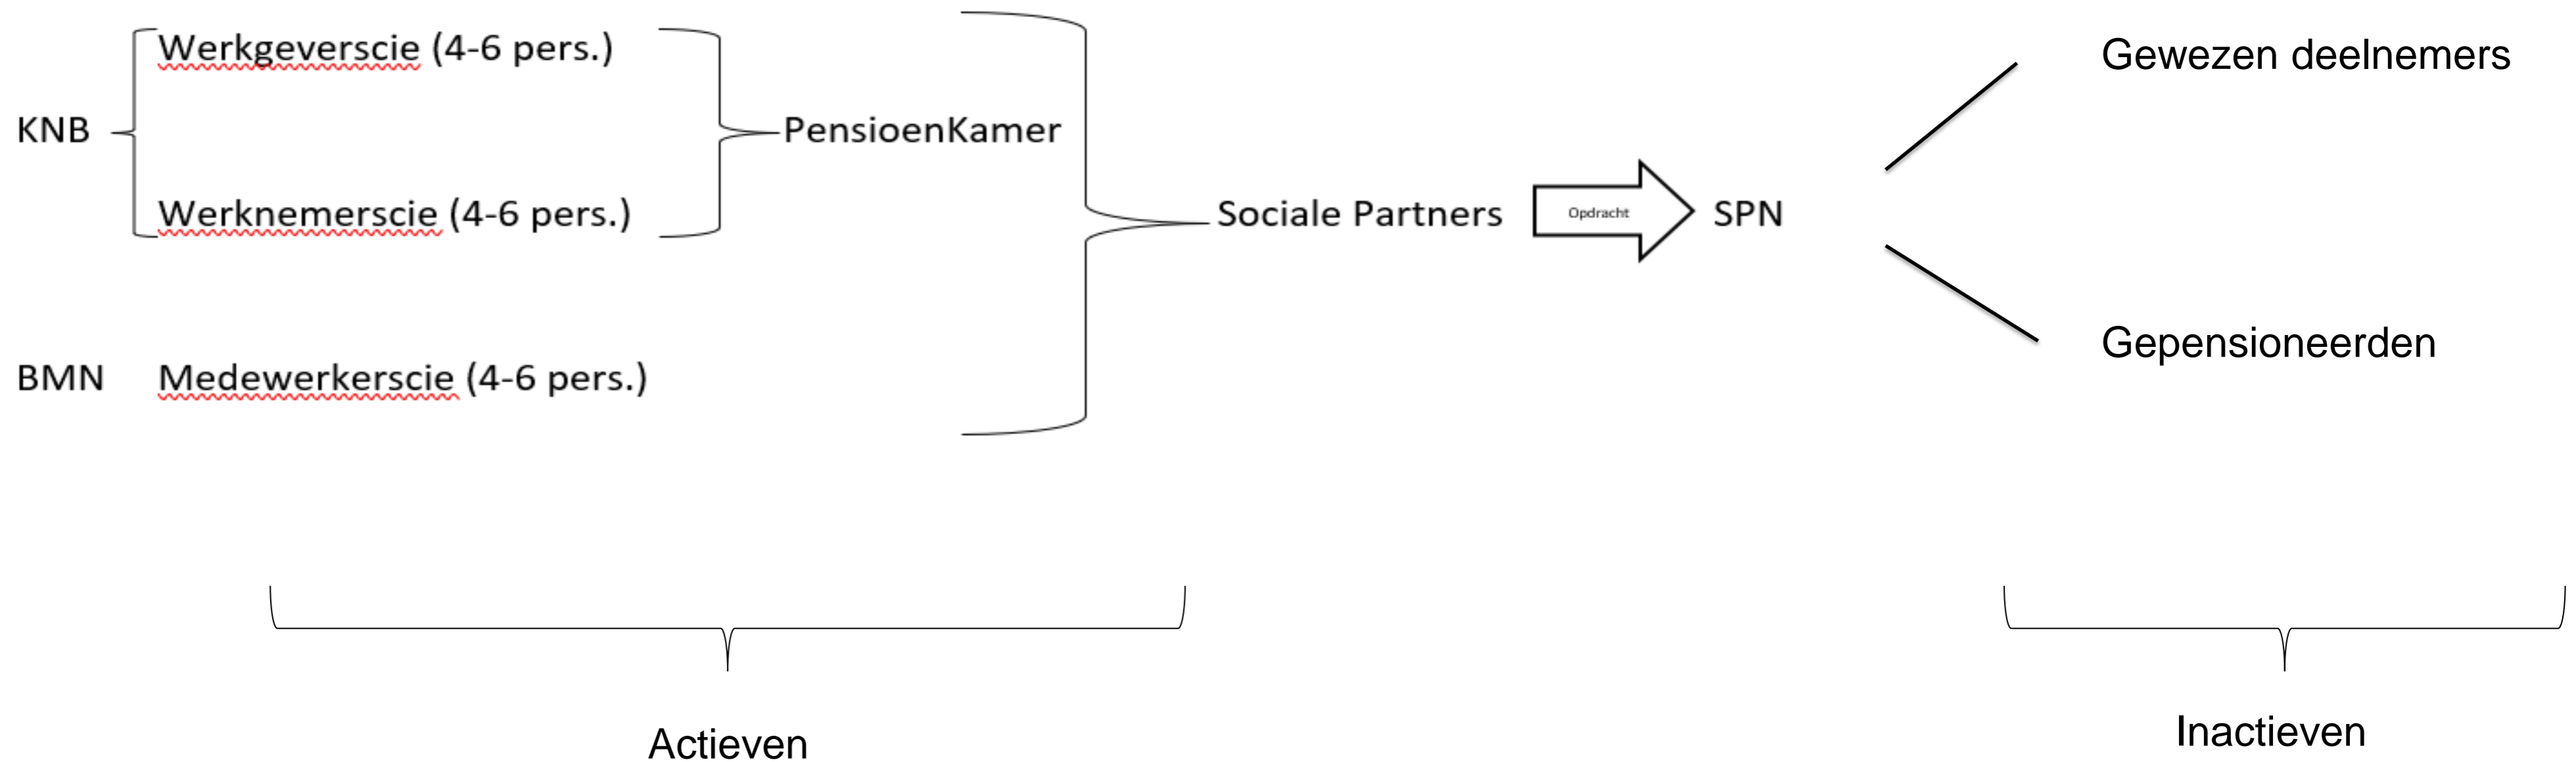 Werkgeverscie (4-6 pers.)
KNB
PensioenKamer
Werknemerscie (4-6 pers.)
BMN
Medewerkerscie (4-6 pers.)
Sociale Partners
Opdracht
SPN
Gewezen deelnemers
Gepensioneerden
Actieven
Inactieven